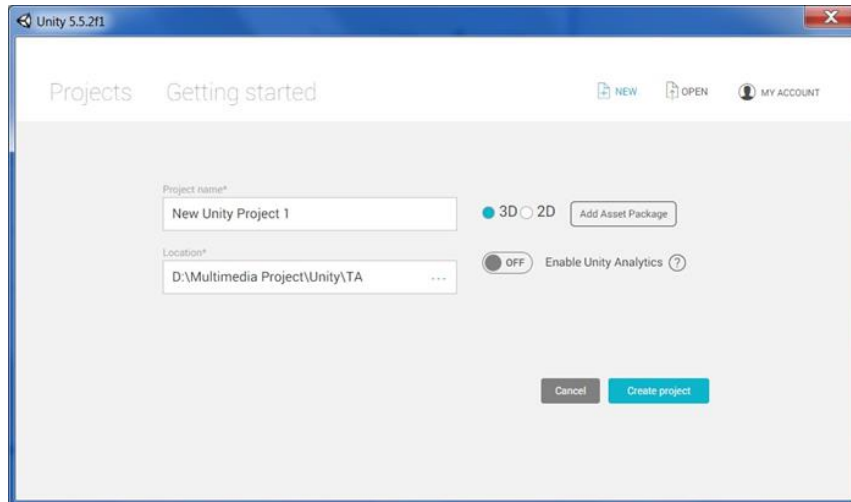 Unity 5.5.2f1
Projects Getting started NEW OPEN MY ACCOUNT
Project name*
New Unity Project 1
3D 2D Add Asset Package
Location*
D:\Multimedia Project\Unity\TA ...
OFF Enable Unity Analytics ?
Cancel Create project